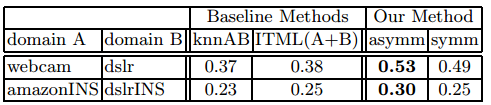 Baseline Methods Our Method
domain A domain B knnAB ITML(A+B) asymm symm
webcam dslr 0.37 0.38 0.53 0.49
amazonINS dslrINS 0.23 0.25 0.30 0.25